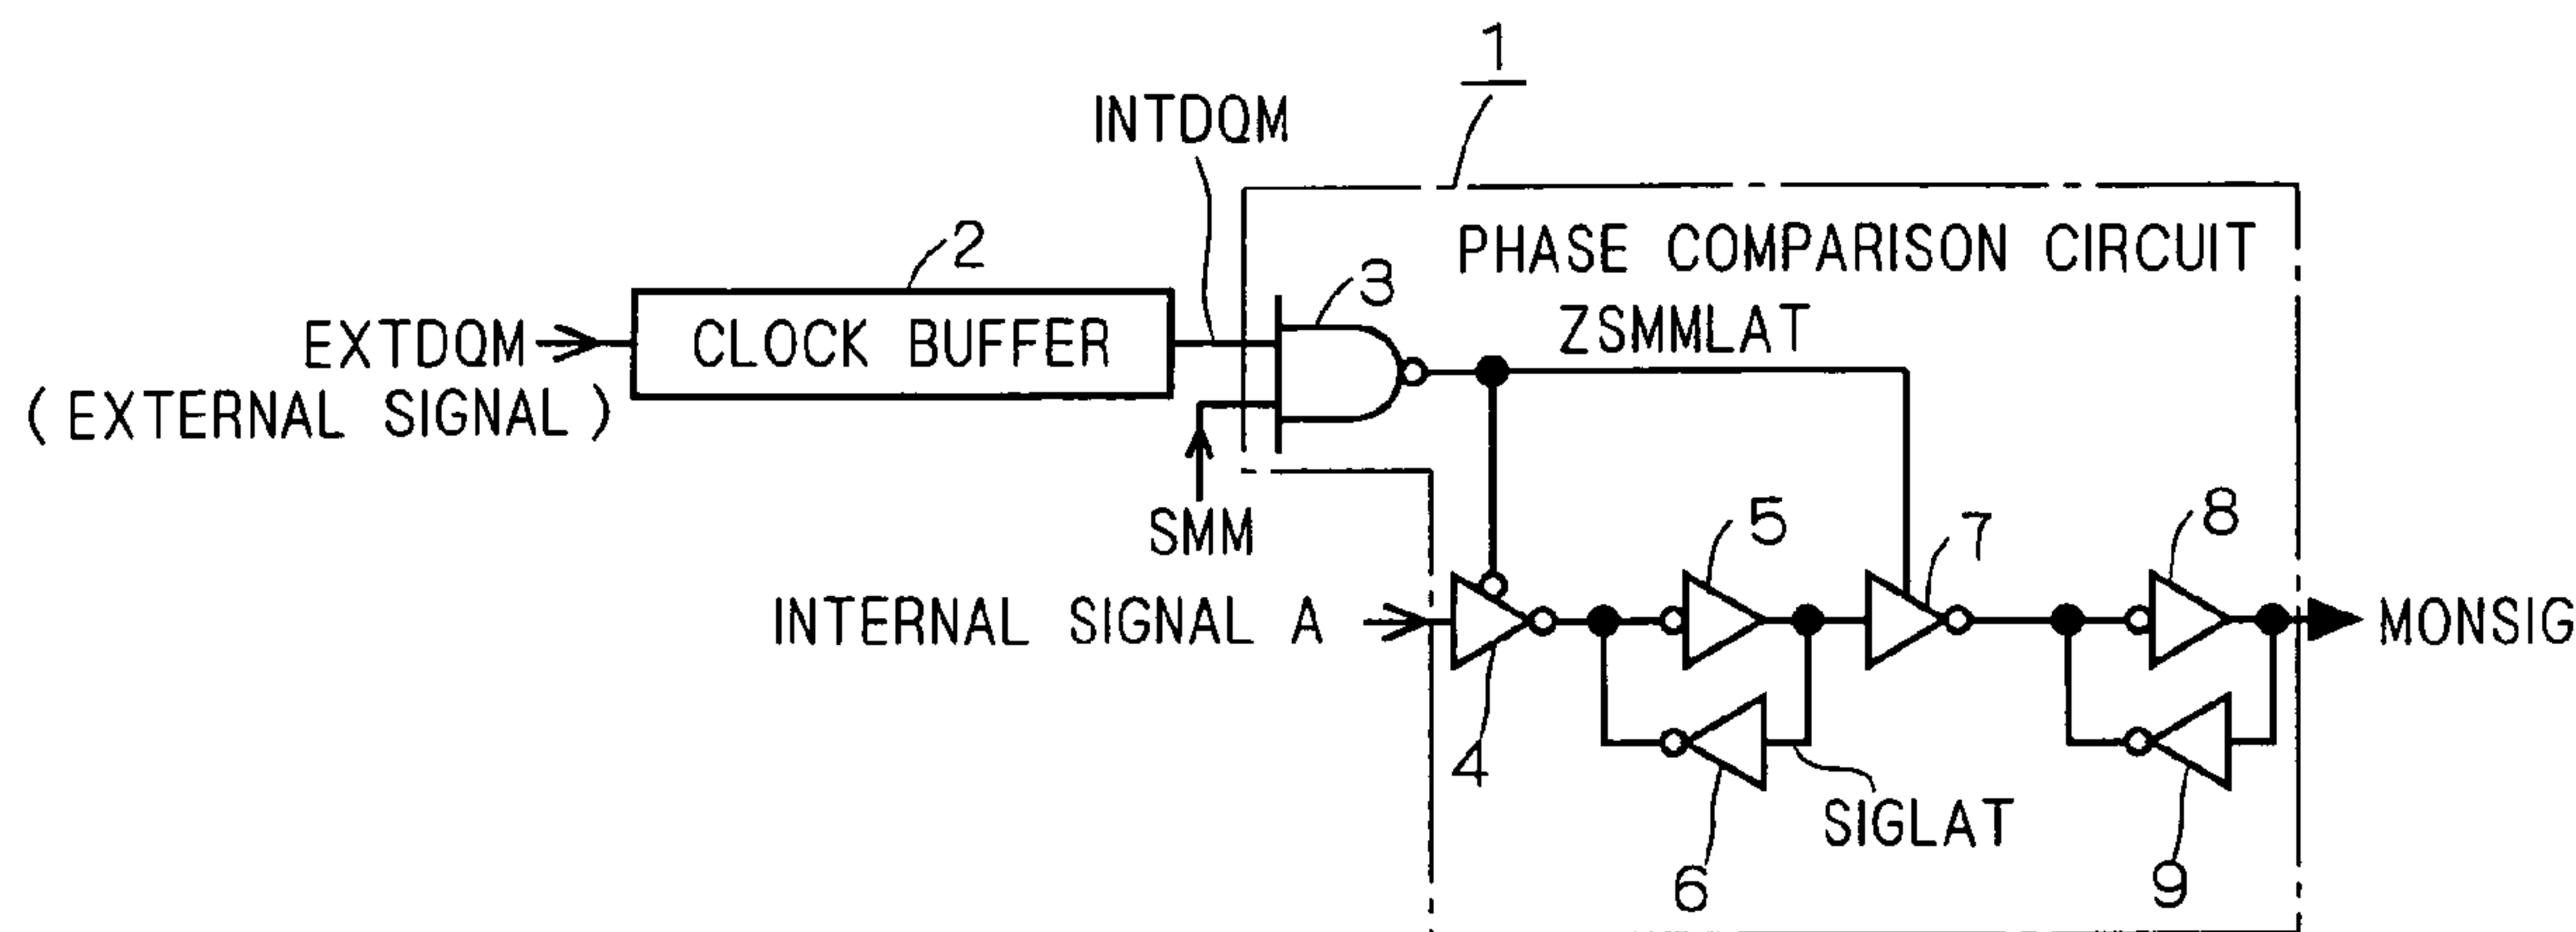 1
INTDQM
2
PHASE COMPARISON CIRCUIT
3
ZSMMLAT
EXTDQM
CLOCK BUFFER
(EXTERNAL SIGNAL)
SMM
5
7
8
INTERNAL SIGNAL A
MONSIG
4
SIGLAT
6
9